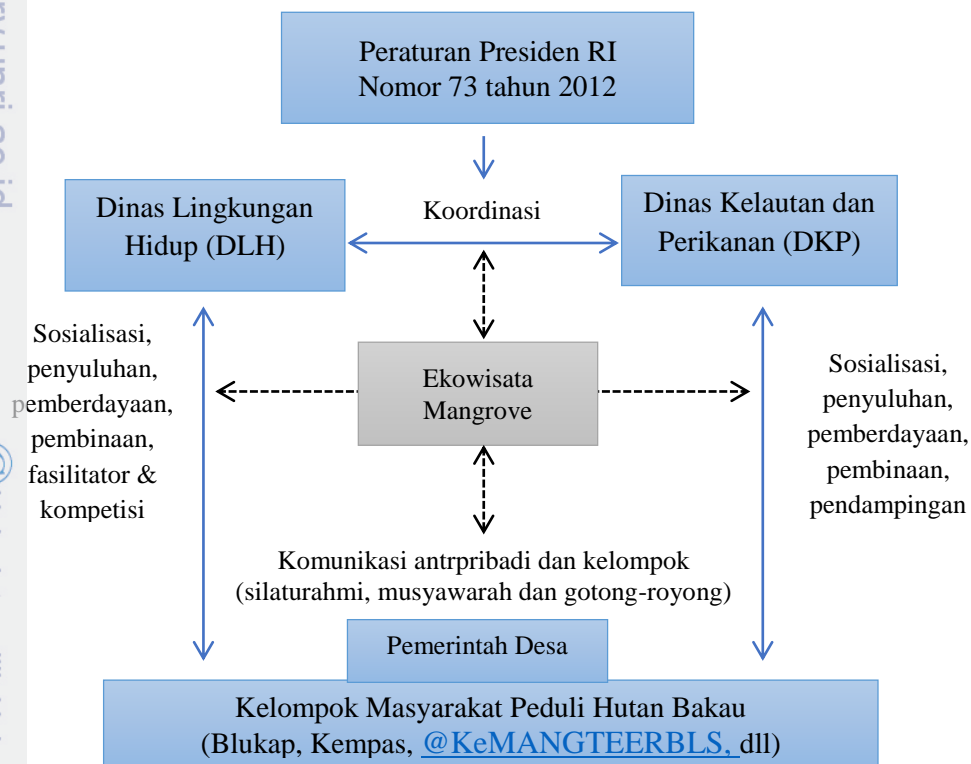 Peraturan Presiden RI
Nomor 73 tahun 2012
Dinas Lingkungan
Hidup (DLH)
Koordinasi
Dinas Kelautan dan
Perikanan (DKP)
Sosialisasi,
penyuluhan,
pemberdayaan,
pembinaan,
fasilitator &
kompetisi
Ekowisata
Mangrove
Sosialisasi,
penyuluhan,
pemberdayaan,
pembinaan,
pendampingan
Komunikasi antrpribadi dan kelompok
(silaturahmi, musyawarah dan gotong-royong)
Pemerintah Desa
Kelompok Masyarakat Peduli Hutan Bakau
(Blukap, Kempas, @KeMANGTEERBLS, dll)